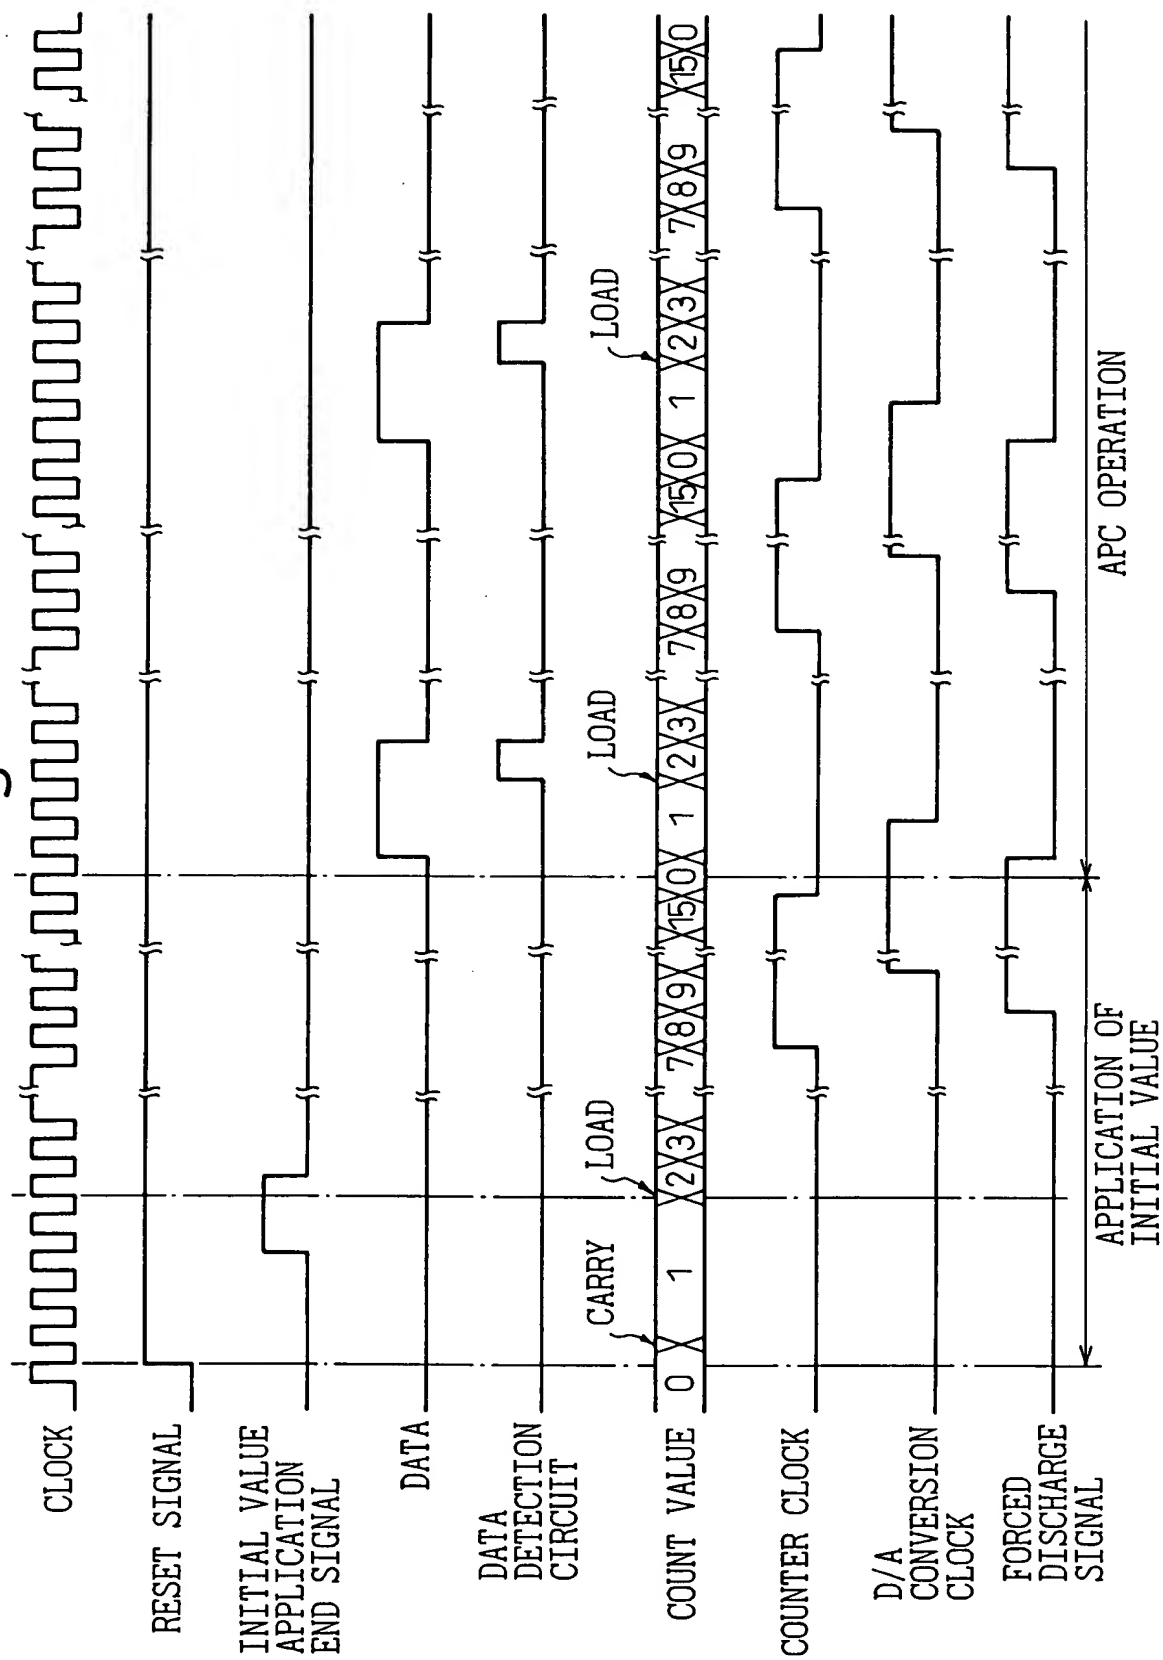 CLOCK
RESET SIGNAL
INITIAL VALUE
APPLICATION
END SIGNAL
DATA
DATA
DETECTION
CIRCUIT
CARRY
LOAD
LOAD
LOAD
COUNT VALUE
0 1 2 3 7 8 9 15 0 1 2 3 7 8 9 15 0 1 2 3 7 8 9 15 0
COUNTER CLOCK
D/A
CONVERSION
CLOCK
FORCED
DISCHARGE
SIGNAL
APPLICATION OF
INITIAL VALUE
APC OPERATION